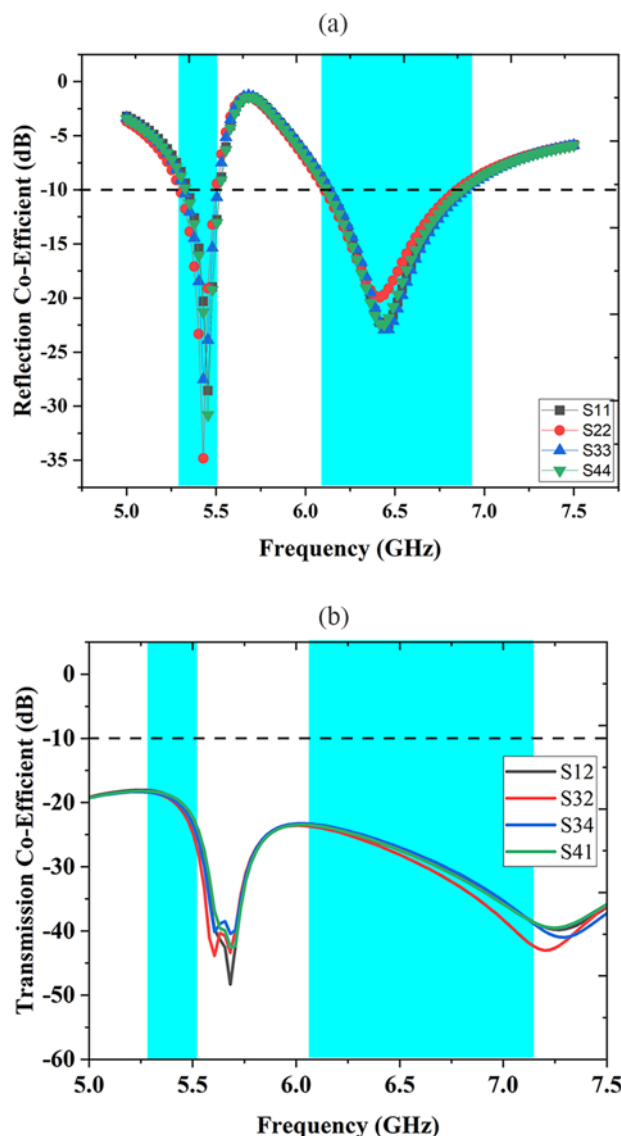 (a)
0
-5
-10
-15
-20
-25
-30
-35
Reflection Co-Efficient (dB)
S11
S22
S33
S44
5.0 5.5 6.0 6.5 7.0 7.5
Frequency (GHz)
(b)
0
-10
-20
-30
-40
-50
-60
Transmission Co-Efficient (dB)
S12
S32
S34
S41
5.0 5.5 6.0 6.5 7.0 7.5
Frequency (GHz)